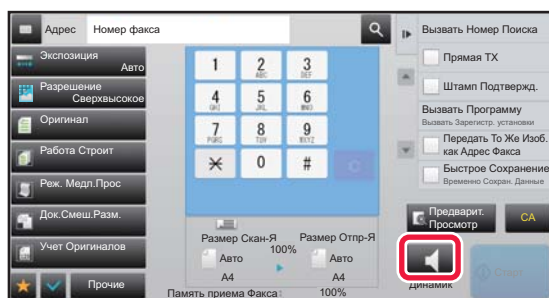 Адрес Номер факса
Экспозиция
Авто
Разрешение
Сверхвысокое
Оригинал
Работа Строит
Реж. Медл.Прос
Док.Смеш.Разм.
Учет Оригиналов
Прочие
1 2 3
ABC DEF
4 5 6
GHI JKL MNO
7 8 9
PQRS TUV WXYZ
0 #
Размер Скан-Я Размер Отпр-Я
100%
Авто Авто
A4 A4
Память приема Факса: 100%
Вызвать Номер Поиска
Прямая TX
Штамп Подтвержд.
Вызвать Программу
Вызвать Зарегистр. установки
Передать То Же Изоб.
как Адрес Факса
Быстрое Сохранение
Временно Сохран. Данные
Предварит.
Просмотр
CA
Динамик
Старт